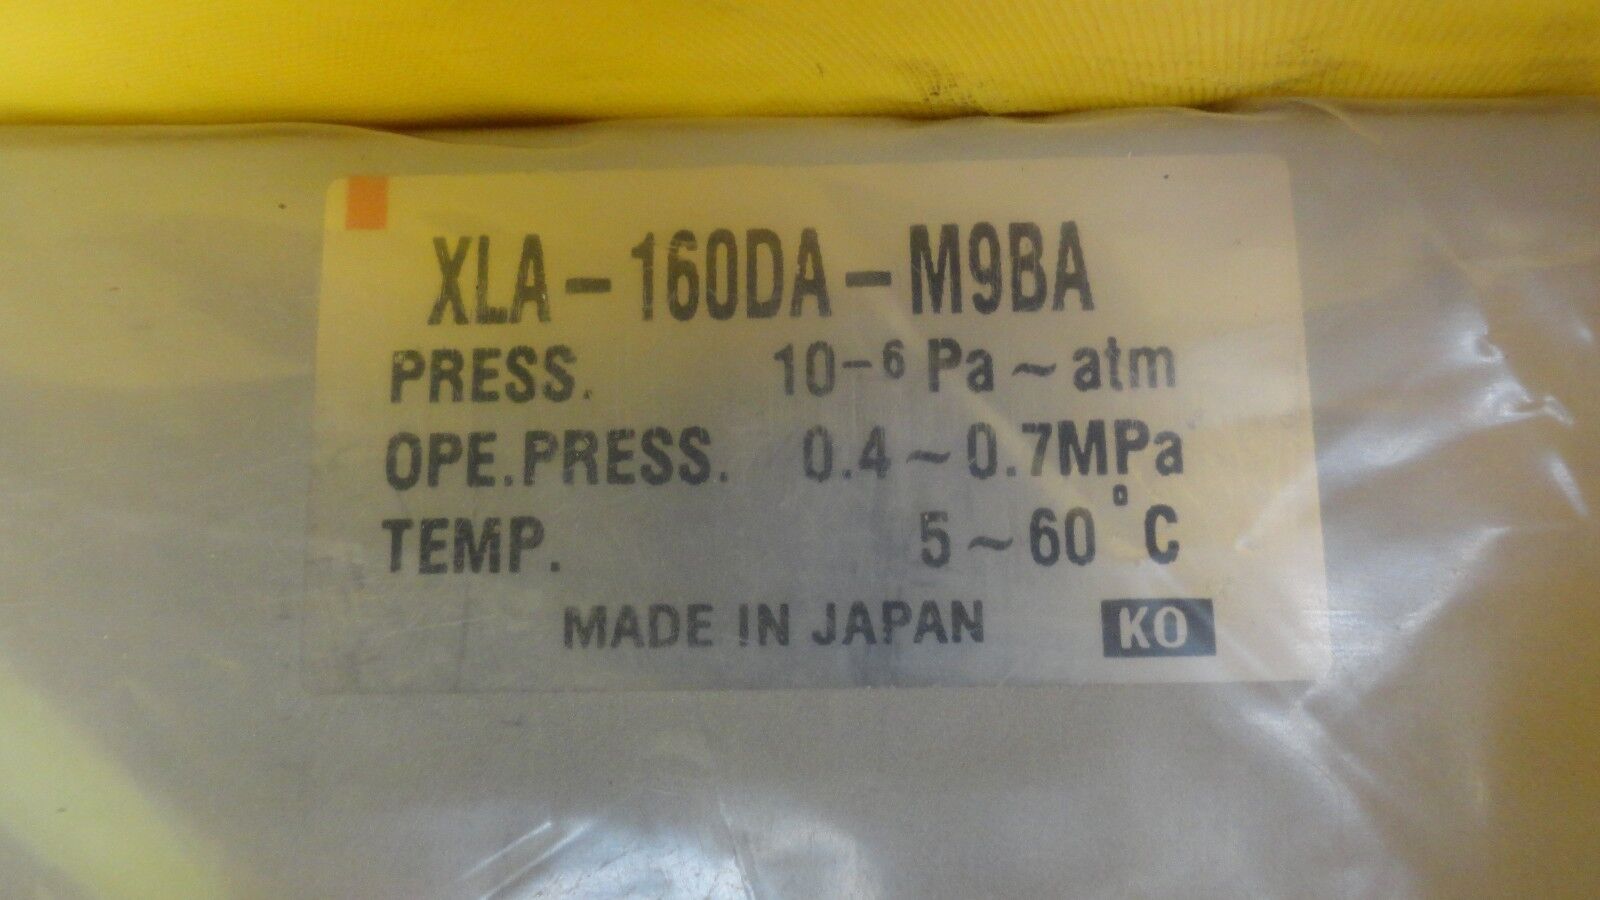 XLA-160DA-M9BA
PRESS. 10-6 Pa~atm
OPE.PRESS. 0.4~0.7MPa
TEMP. 5~60°C
MADE IN JAPAN KO